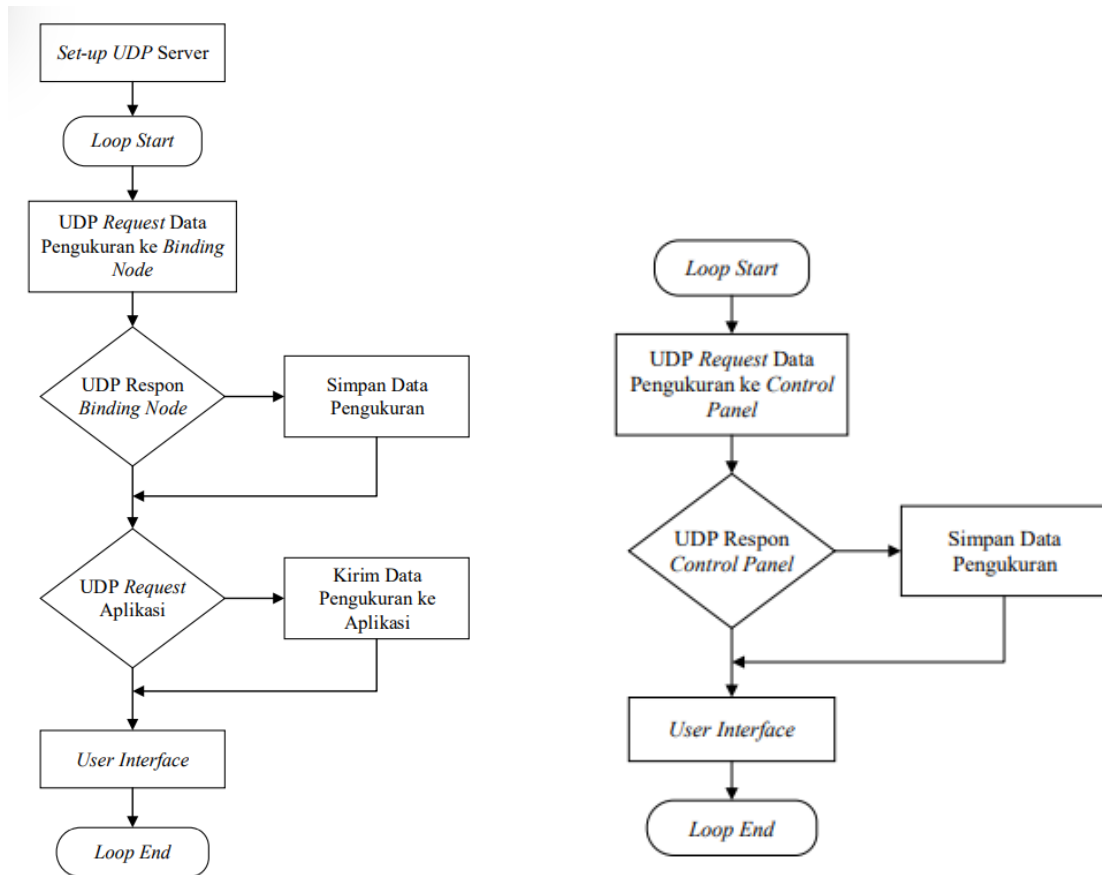 Set-up UDP Server
Loop Start
UDP Request Data
Pengukuran ke Binding
Node
UDP Respon
Binding Node
Simpan Data
Pengukuran
UDP Request
Aplikasi
Kirim Data
Pengukuran ke
Aplikasi
User Interface
Loop End
Loop Start
UDP Request Data
Pengukuran ke Control
Panel
UDP Respon
Control Panel
Simpan Data
Pengukuran
User Interface
Loop End